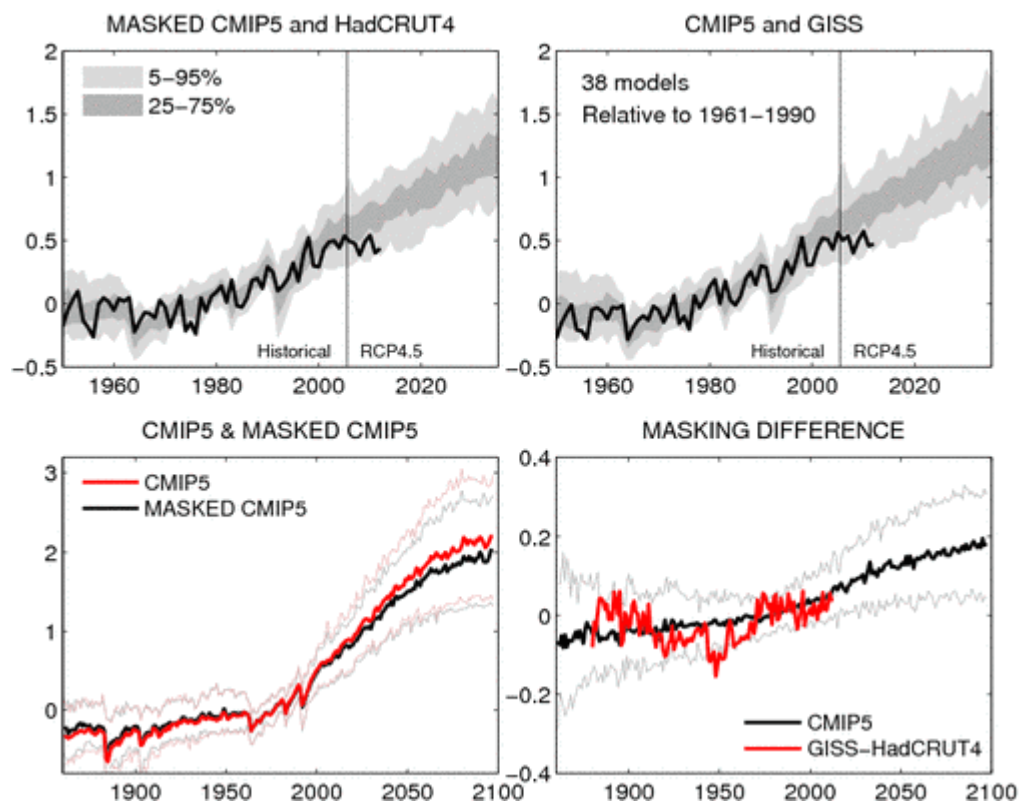 MASKED CMIP5 and HadCRUT4
2
1.5
1
0.5
0
−0.5
5−95%
25−75%
Historical
RCP4.5
1960
1980
2000
2020
CMIP5 and GISS
2
1.5
1
0.5
0
−0.5
38 models
Relative to 1961−1990
Historical
RCP4.5
1960
1980
2000
2020
CMIP5 & MASKED CMIP5
3
2
1
0
CMIP5
MASKED CMIP5
1900
1950
2000
2050
2100
MASKING DIFFERENCE
0.4
0.2
0
−0.2
−0.4
CMIP5
GISS−HadCRUT4
1900
1950
2000
2050
2100